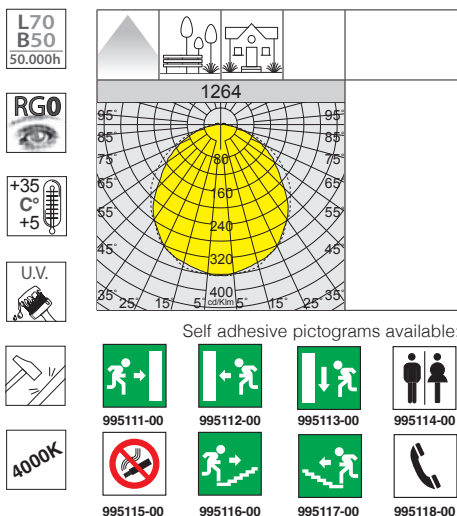 L70
B50
50.000h
RG0
+35
C°
+5
U.V.
4000K
1264
95° 95°
85° 85°
75° 75°
65° 65°
55° 55°
45° 45°
35° 25° 15° 5° 5° 15° 25° 35°
80
160
240
320
400
cd/Klm
Self adhesive pictograms available:
995111-00 995112-00 995113-00 995114-00
995115-00 995116-00 995117-00 995118-00